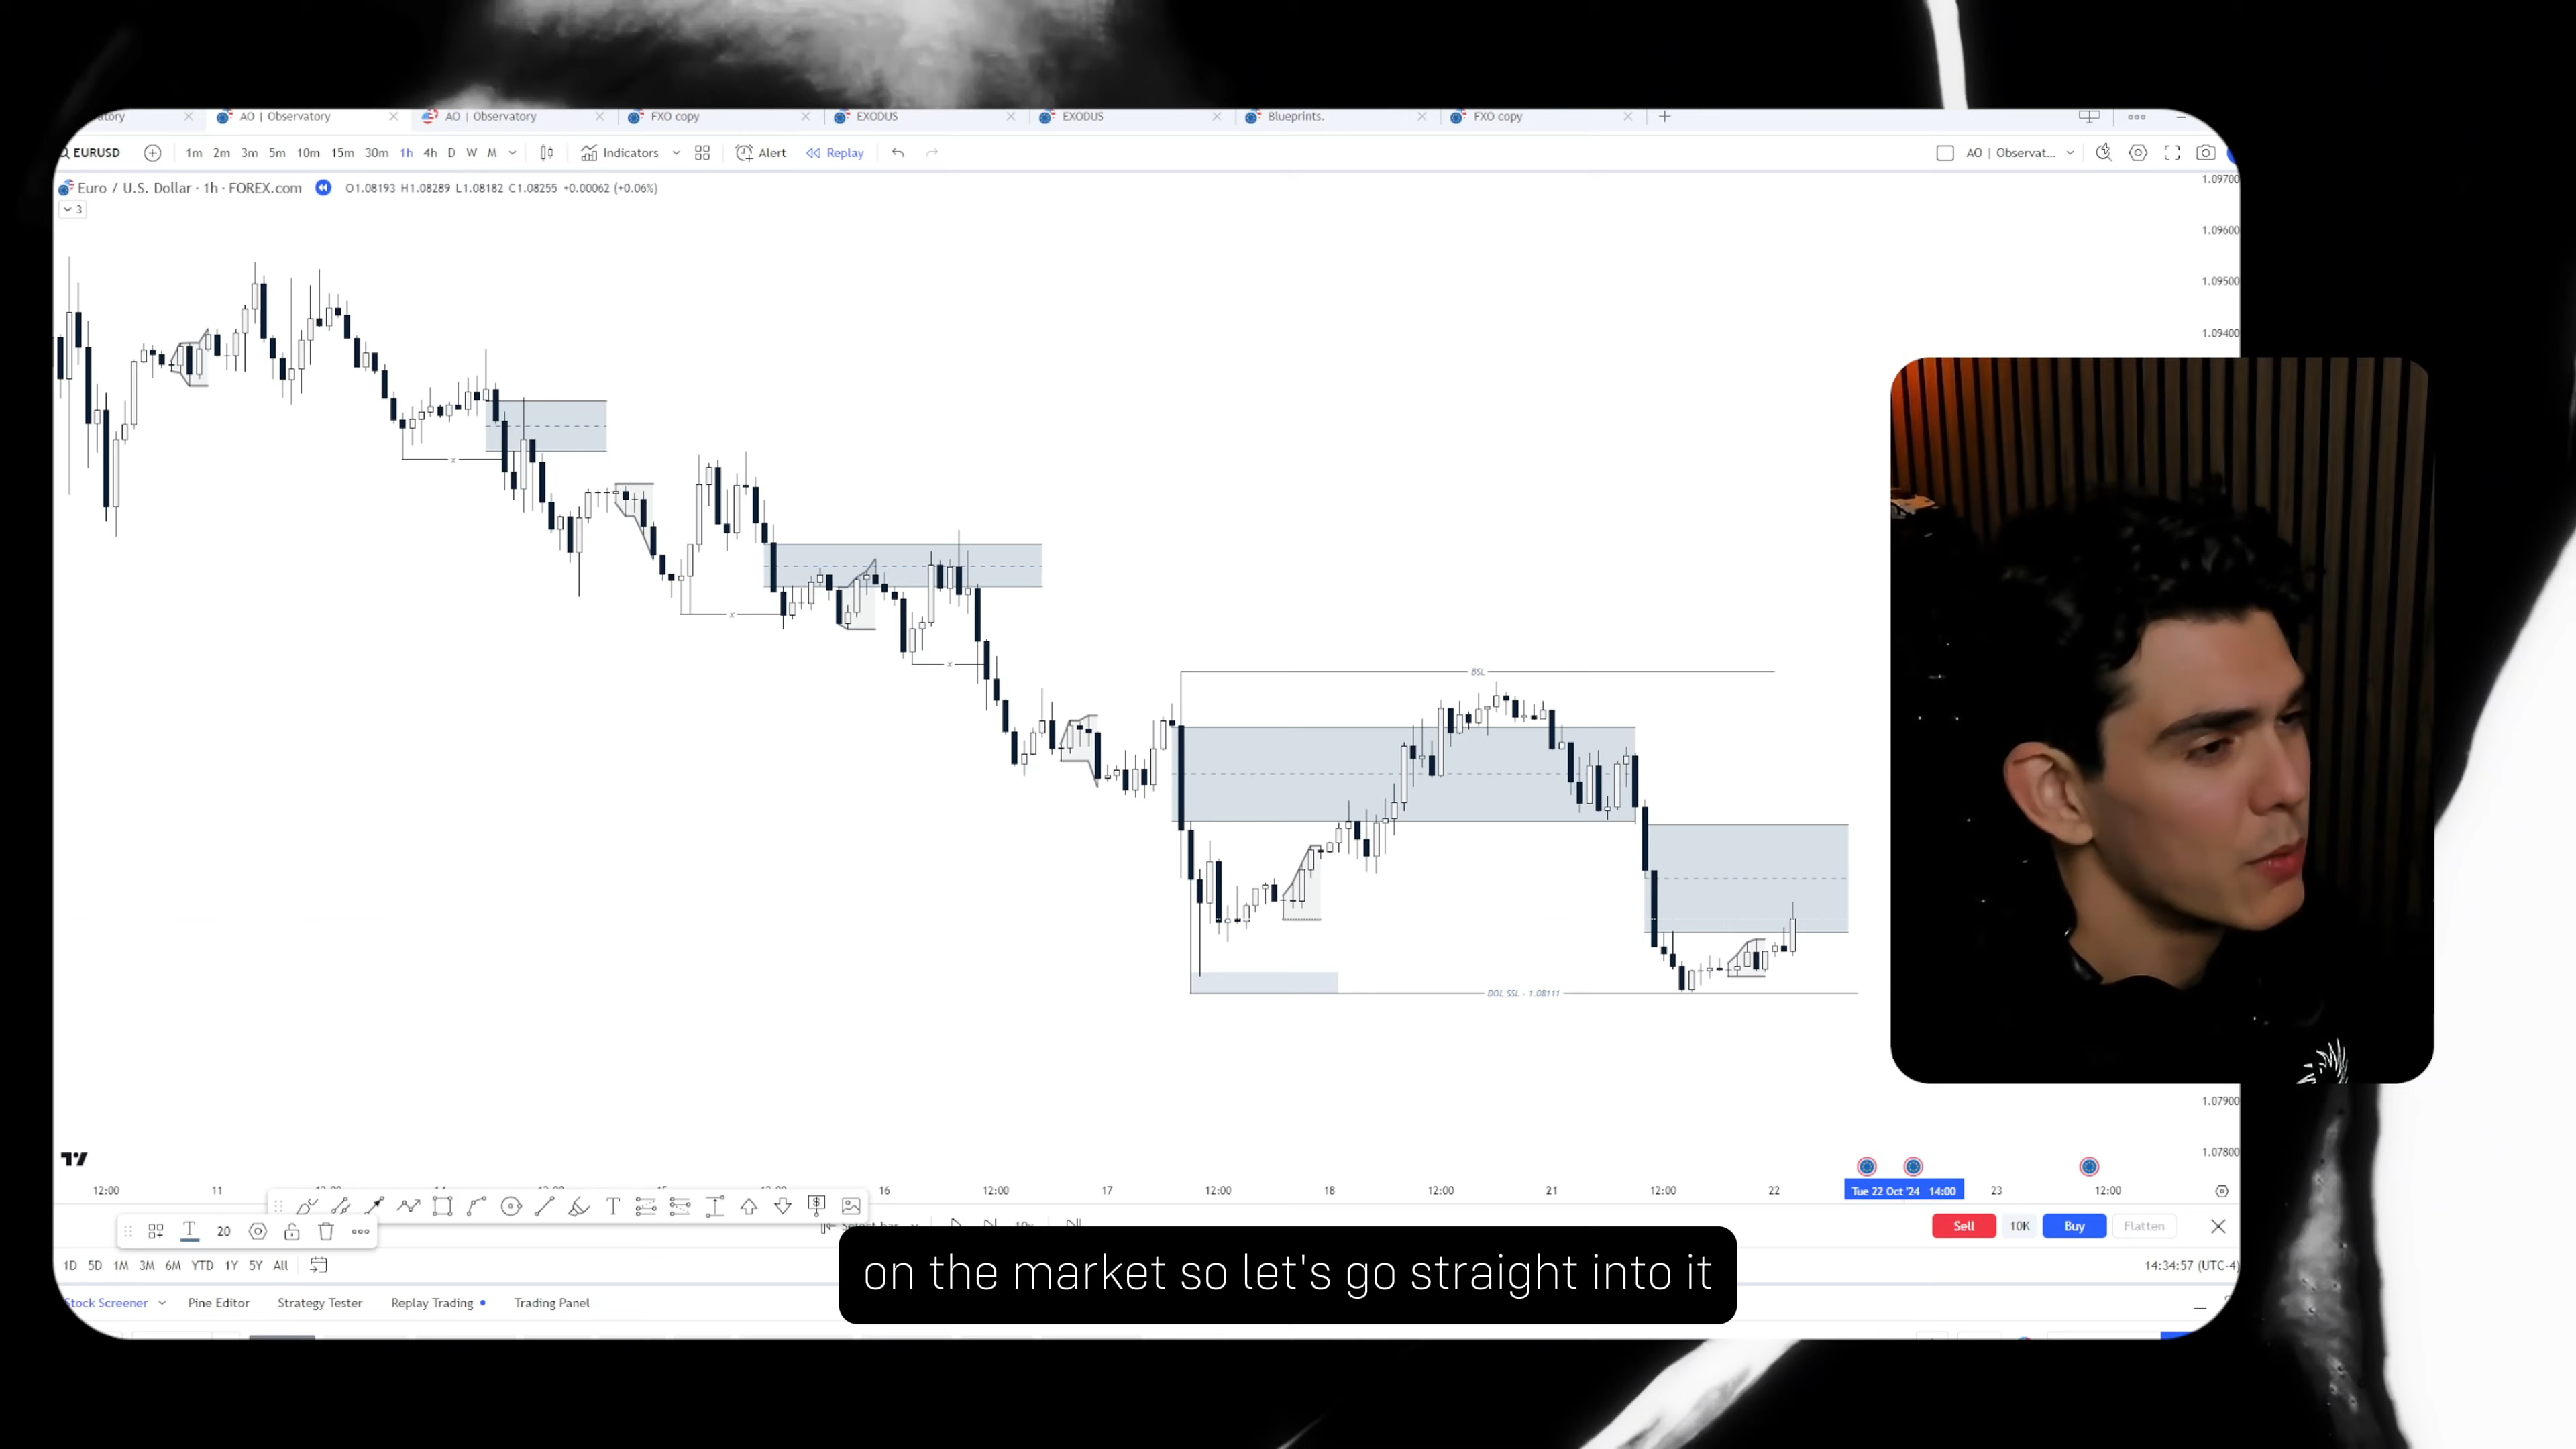 AO | Observatory
AO | Observatory
FXO copy
EXODUS
EXODUS
Blueprints.
FXO copy
EURUSD
1m 2m 3m 5m 10m 15m 30m 1h 4h D W M
Indicators
Alert
Replay
AO | Observat...
Euro / U.S. Dollar · 1h · FOREX.com
O1.08193 H1.08289 L1.08182 C1.08255 +0.00062 (+0.06%)
3
1.09700
1.09600
1.09500
1.09400
x
x
x
BSL
DOL SSL - 1.08111
1.07900
1.07800
12:00 11 16 12:00 17 12:00 18 12:00 21 12:00 22 Tue 22 Oct '24 14:00 23 12:00
20
Sell
10K
Buy
Flatten
on the market so let's go straight into it
1D 5D 1M 3M 6M YTD 1Y 5Y All
14:34:57 (UTC-4)
Stock Screener
Pine Editor
Strategy Tester
Replay Trading
Trading Panel